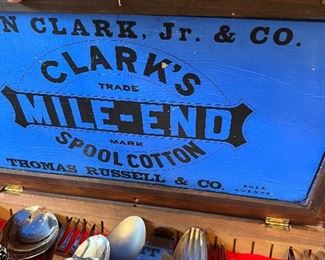 N CLARK, Jr. & CO.
CLARK'S
TRADE
MILE-END
MARK
SPOOL COTTON
THOMAS RUSSELL & CO.
SOLE
AGENTS